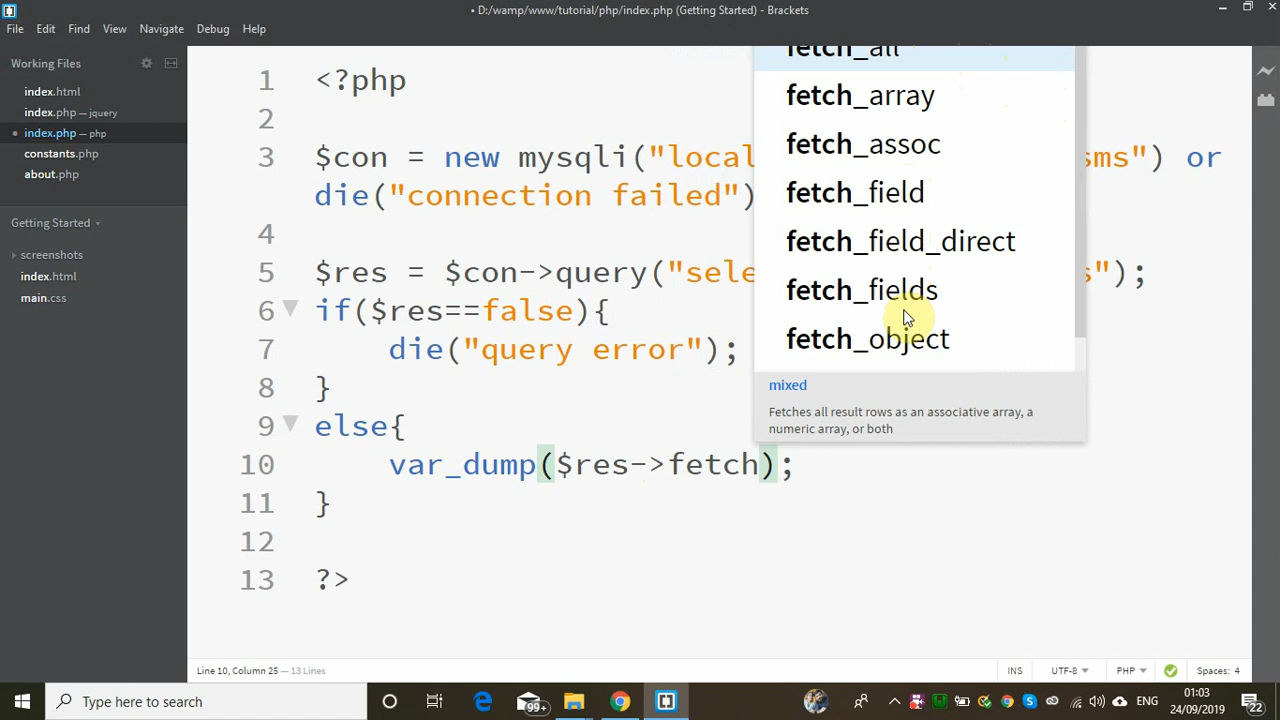 • D:/wamp/www/tutorial/php/index.php (Getting Started) - Brackets
File Edit Find View Navigate Debug Help
Working Files
index.html
index.php — jquery
index.php — php
constants.php
about.php
Getting Started
screenshots
index.html
main.css
1 <?php
2
3 $con = new mysqli("local sms") or
die("connection failed")
4
5 $res = $con->query("sele s");
6 if($res==false){
7 die("query error");
8 }
9 else{
10 var_dump($res->fetch);
11 }
12
13 ?>
fetch_all
fetch_array
fetch_assoc
fetch_field
fetch_field_direct
fetch_fields
fetch_object
mixed
Fetches all result rows as an associative array, a
numeric array, or both
Line 10, Column 25 — 13 Lines
INS UTF-8 PHP Spaces: 4
Type here to search
99+
ENG
01:03
24/09/2019
22